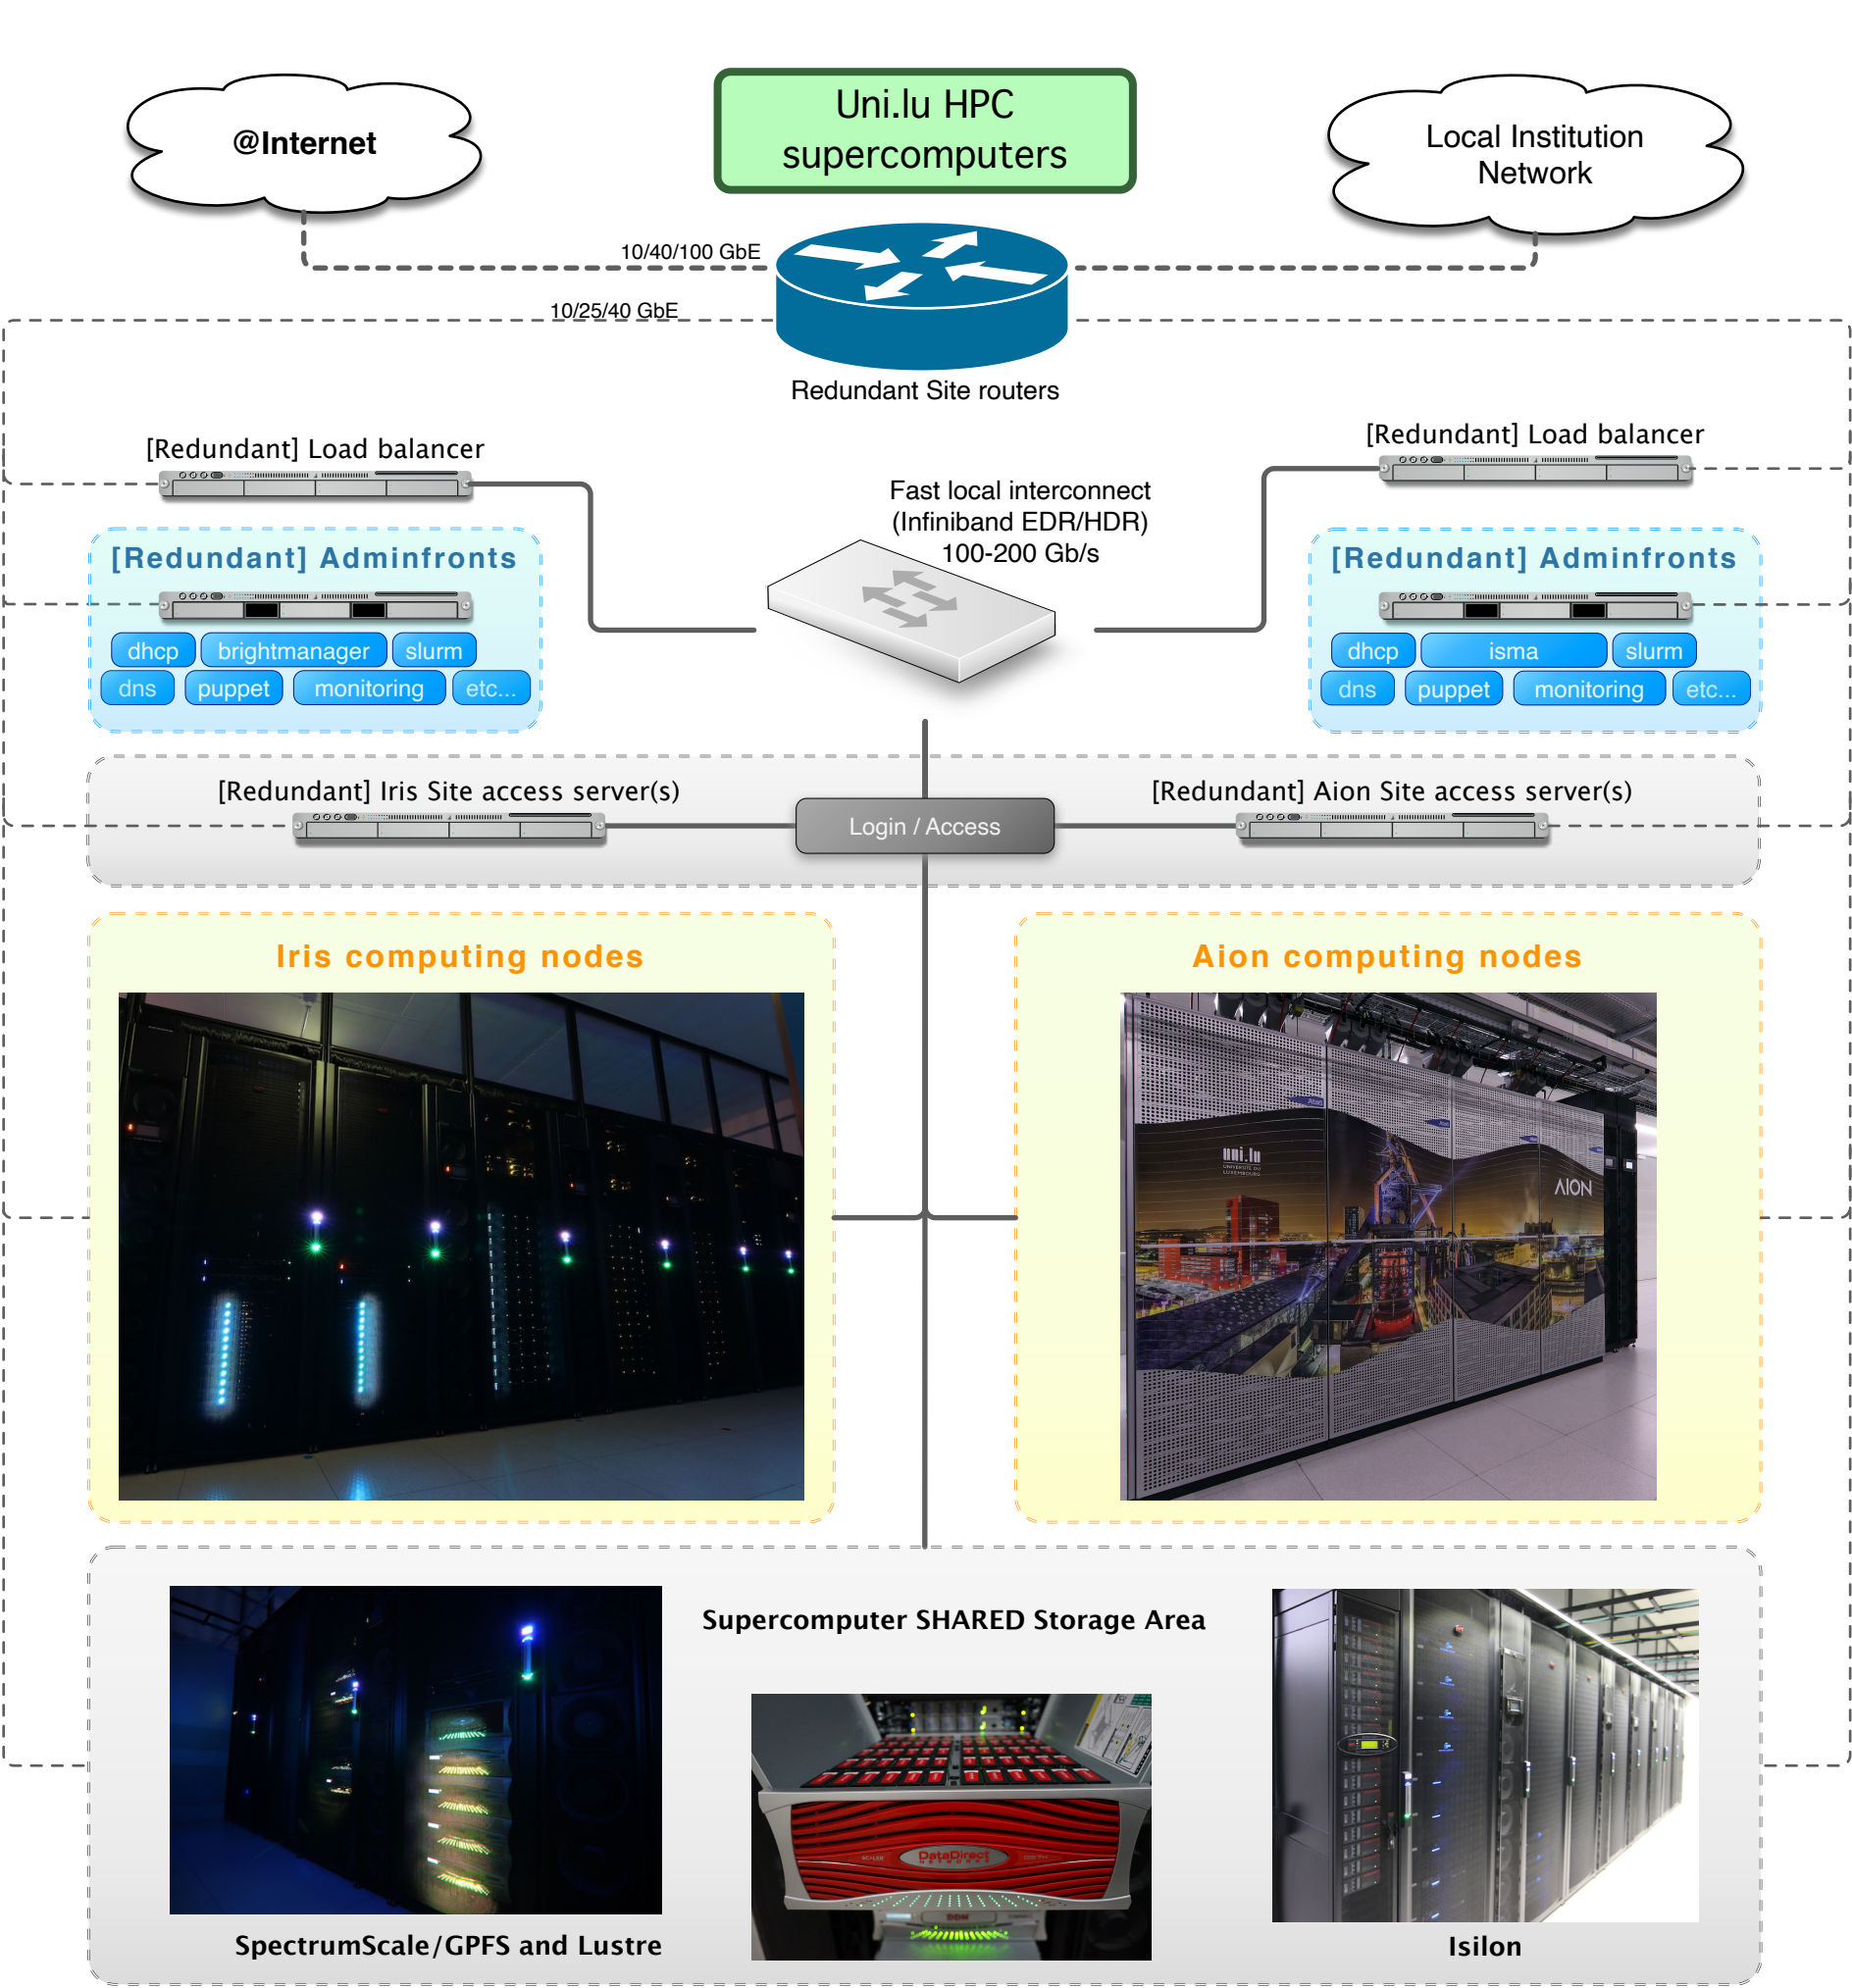 Uni.lu HPC
supercomputers
@Internet
Local Institution
Network
10/40/100 GbE
10/25/40 GbE
Redundant Site routers
[Redundant] Load balancer
[Redundant] Load balancer
Fast local interconnect
(Infiniband EDR/HDR)
100-200 Gb/s
[Redundant] Adminfronts
dhcp brightmanager slurm
dns puppet monitoring etc...
[Redundant] Adminfronts
dhcp isma slurm
dns puppet monitoring etc...
[Redundant] Iris Site access server(s)
Login / Access
[Redundant] Aion Site access server(s)
Iris computing nodes
Aion computing nodes
uni.lu
UNIVERSITÉ DU
LUXEMBOURG
AION
Supercomputer SHARED Storage Area
DataDirect
NETWORKS
SpectrumScale/GPFS and Lustre
Isilon